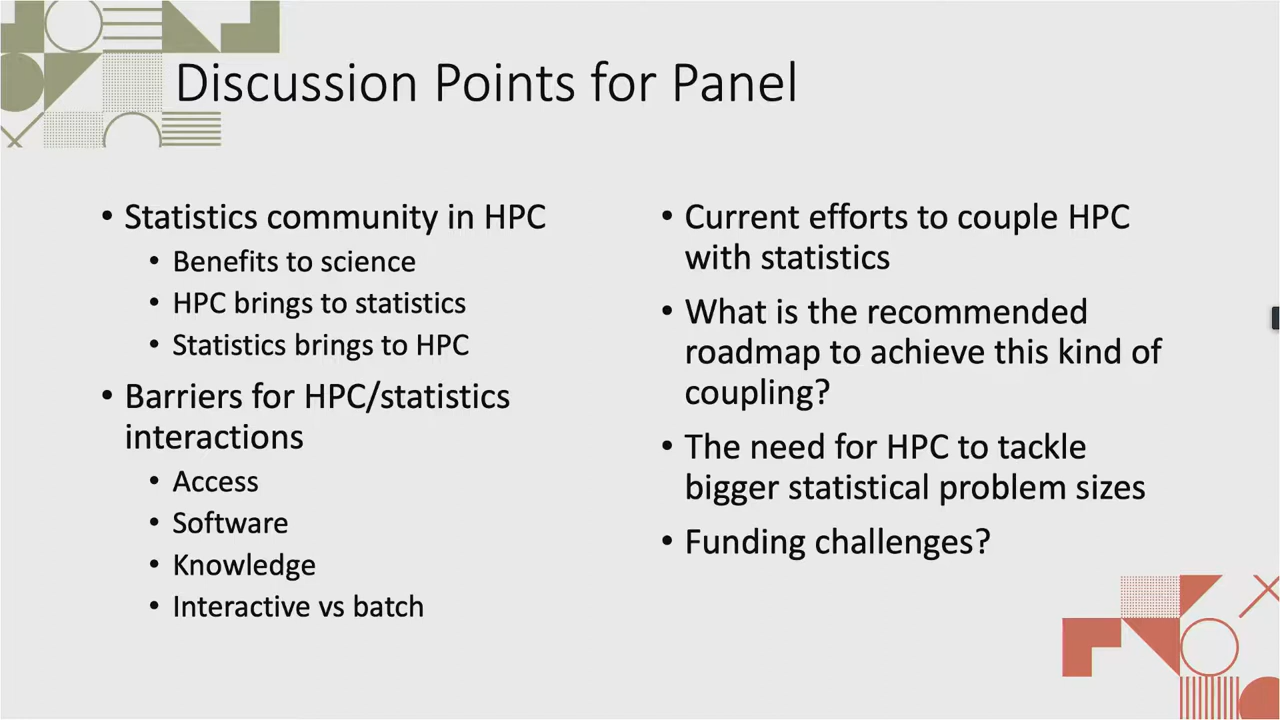 Discussion Points for Panel
• Statistics community in HPC
• Benefits to science
• HPC brings to statistics
• Statistics brings to HPC
• Barriers for HPC/statistics
interactions
• Access
• Software
• Knowledge
• Interactive vs batch
• Current efforts to couple HPC
with statistics
• What is the recommended
roadmap to achieve this kind of
coupling?
• The need for HPC to tackle
bigger statistical problem sizes
• Funding challenges?